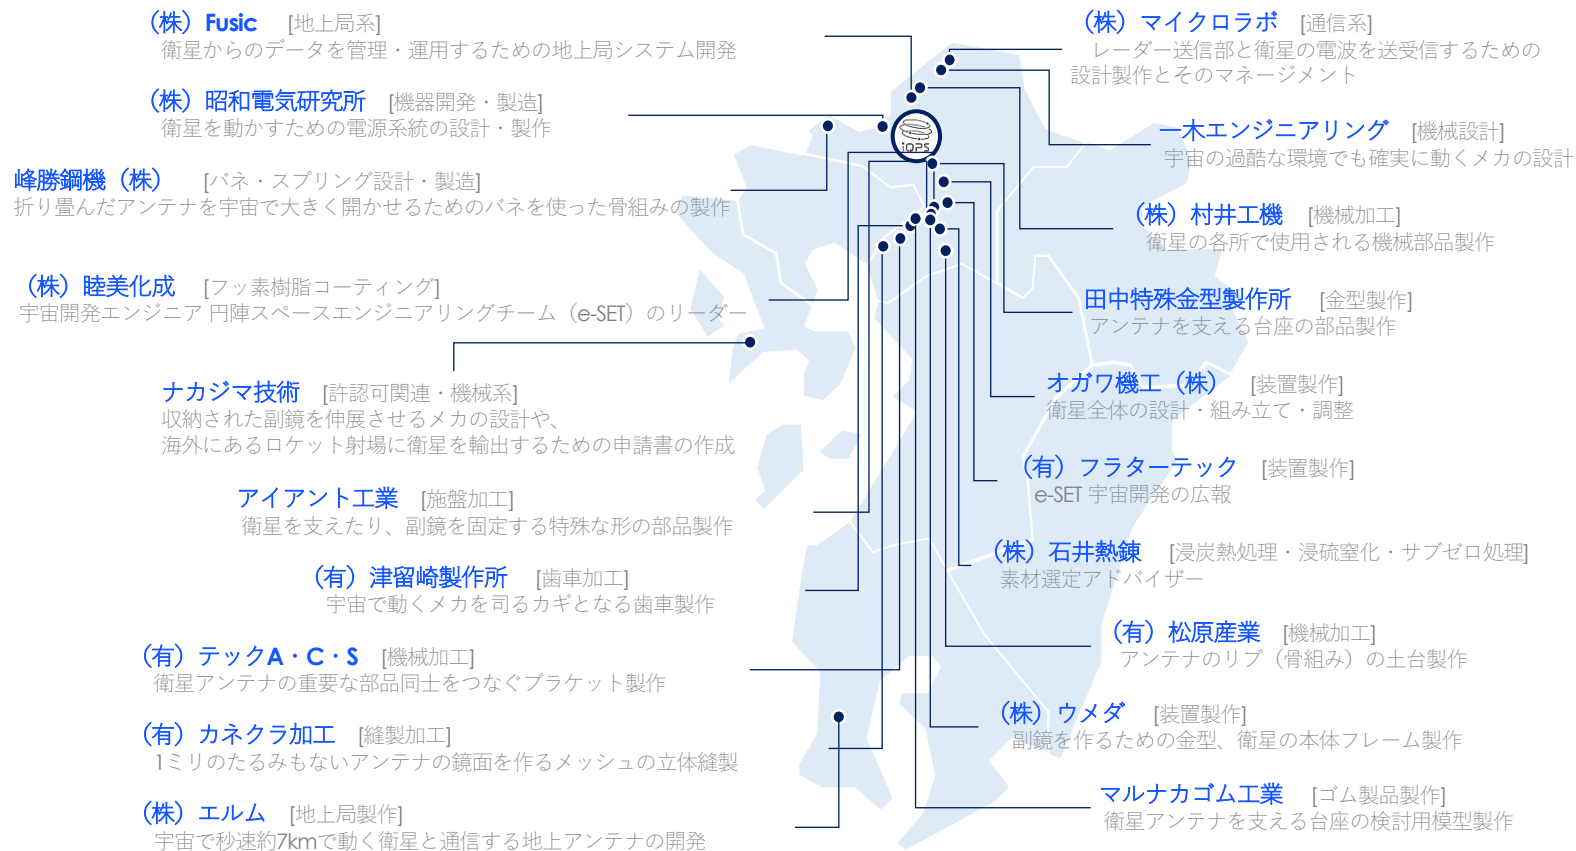 （株）Fusic [地上局系]
衛星からのデータを管理・運用するための地上局システム開発
（株）昭和電気研究所 [機器開発・製造]
衛星を動かすための電源系統の設計・製作
峰勝鋼機（株） [バネ・スプリング設計・製造]
折り畳んだアンテナを宇宙で大きく開かせるためのバネを使った骨組みの製作
（株）睦美化成 [フッ素樹脂コーティング]
宇宙開発エンジニア 円陣スペースエンジニアリングチーム（e-SET）のリーダー
ナカジマ技術 [許認可関連・機械系]
収納された副鏡を伸展させるメカの設計や、
海外にあるロケット射場に衛星を輸出するための申請書の作成
アイアント工業 [施盤加工]
衛星を支えたり、副鏡を固定する特殊な形の部品製作
（有）津留崎製作所 [歯車加工]
宇宙で動くメカを司るカギとなる歯車製作
（有）テックA・C・S [機械加工]
衛星アンテナの重要な部品同士をつなぐブラケット製作
（有）カネクラ加工 [縫製加工]
1ミリのたるみもないアンテナの鏡面を作るメッシュの立体縫製
（株）エルム [地上局製作]
宇宙で秒速約7kmで動く衛星と通信する地上アンテナの開発
iQPS
（株）マイクロラボ [通信系]
レーダー送信部と衛星の電波を送受信するための
設計製作とそのマネージメント
一木エンジニアリング [機械設計]
宇宙の過酷な環境でも確実に動くメカの設計
（株）村井工機 [機械加工]
衛星の各所で使用される機械部品製作
田中特殊金型製作所 [金型製作]
アンテナを支える台座の部品製作
オガワ機工（株） [装置製作]
衛星全体の設計・組み立て・調整
（有）フラターテック [装置製作]
e-SET 宇宙開発の広報
（株）石井熱錬 [浸炭熱処理・浸硫窒化・サブゼロ処理]
素材選定アドバイザー
（有）松原産業 [機械加工]
アンテナのリブ（骨組み）の土台製作
（株）ウメダ [装置製作]
副鏡を作るための金型、衛星の本体フレーム製作
マルナカゴム工業 [ゴム製品製作]
衛星アンテナを支える台座の検討用模型製作